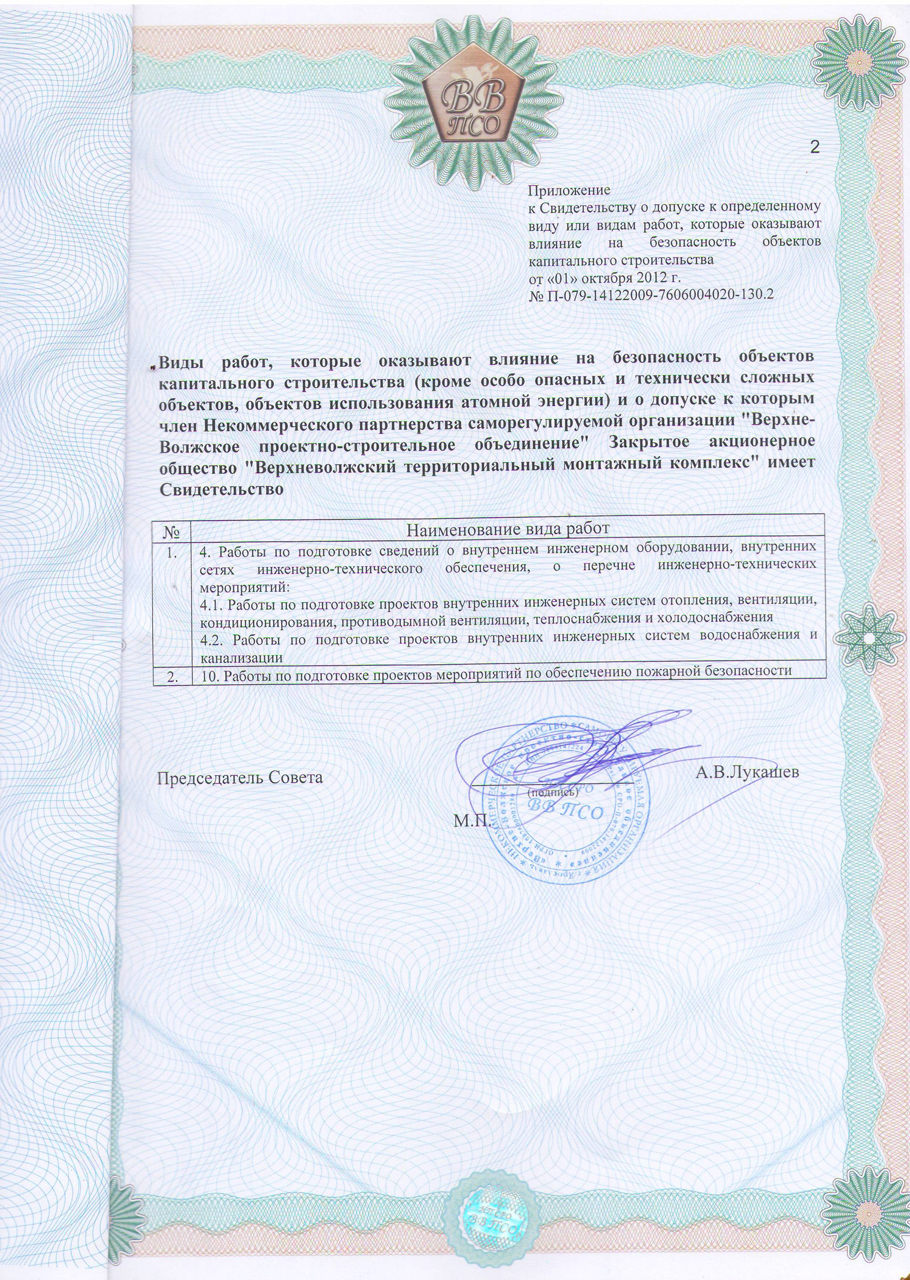 ВВ
ПСО
2
Приложение
к Свидетельству о допуске к определенному
виду или видам работ, которые оказывают
влияние на безопасность объектов
капитального строительства
от «01» октября 2012 г.
№ П-079-14122009-7606004020-130.2
Виды работ, которые оказывают влияние на безопасность объектов
капитального строительства (кроме особо опасных и технически сложных
объектов, объектов использования атомной энергии) и о допуске к которым
член Некоммерческого партнерства саморегулируемой организации "Верхне-
Волжское проектно-строительное объединение" Закрытое акционерное
общество "Верхневолжский территориальный монтажный комплекс" имеет
Свидетельство
№ Наименование вида работ
1. 4. Работы по подготовке сведений о внутреннем инженерном оборудовании, внутренних
сетях инженерно-технического обеспечения, о перечне инженерно-технических
мероприятий:
4.1. Работы по подготовке проектов внутренних инженерных систем отопления, вентиляции,
кондиционирования, противодымной вентиляции, теплоснабжения и холодоснабжения
4.2. Работы по подготовке проектов внутренних инженерных систем водоснабжения и
канализации
2. 10. Работы по подготовке проектов мероприятий по обеспечению пожарной безопасности
Председатель Совета
А.В.Лукашев
(подпись)
М.П.
ВВ ПСО
ВВ ПСО